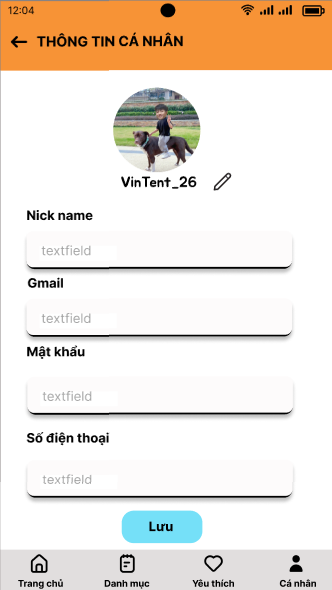 12:04
THÔNG TIN CÁ NHÂN
VinTent_26
Nick name
textfield
Gmail
textfield
Mật khẩu
textfield
Số điện thoại
textfield
Lưu
Trang chủ Danh mục Yêu thích Cá nhân